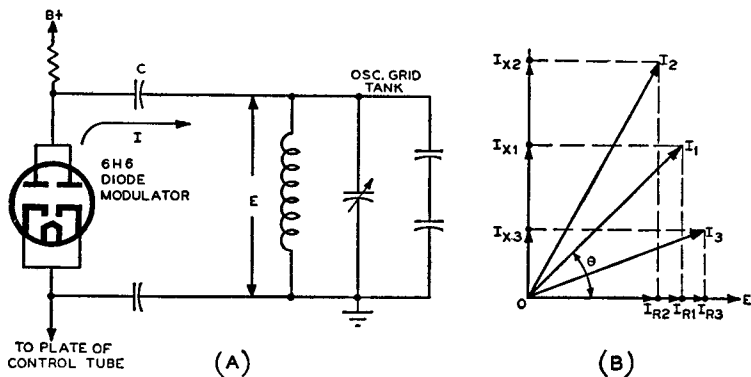 B+
C
OSC. GRID
TANK
I
6H6
DIODE
MODULATOR
E
TO PLATE OF
CONTROL TUBE
(A)
IX2
I2
IX1
I1
IX3
I3
θ
O
IR2
IR1
IR3
E
(B)